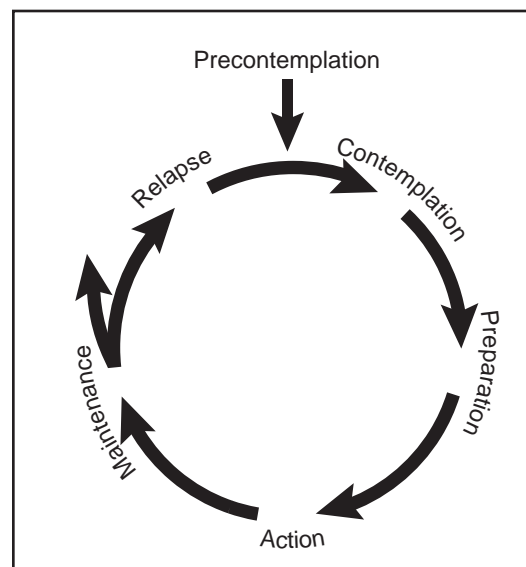 Precontemplation
Contemplation
Preparation
Action
Maintenance
Relapse